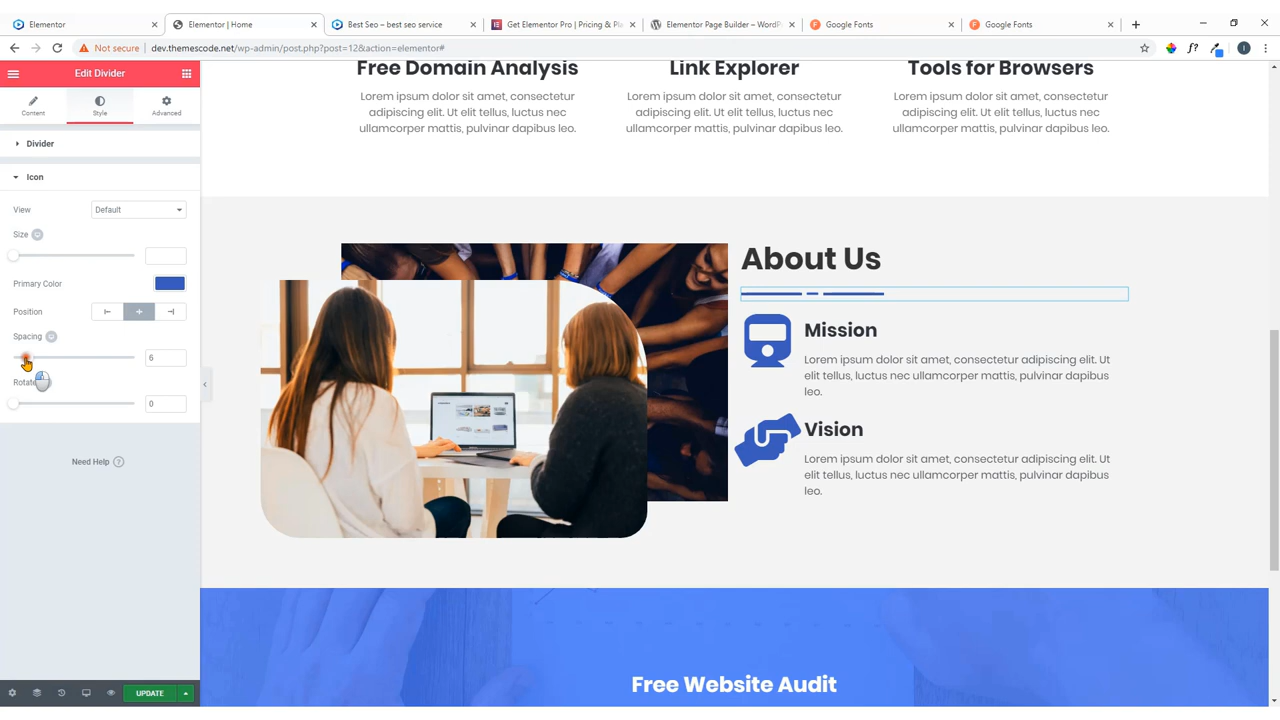 Elementor
Elementor | Home
Best Seo – best seo service
Get Elementor Pro | Pricing & Pl
Elementor Page Builder – WordP
Google Fonts
Google Fonts
Not secure
dev.themescode.net/wp-admin/post.php?post=12&action=elementor#
f?
I
Edit Divider
Content
Style
Advanced
Divider
Icon
View
Default
Size
Primary Color
Position
Spacing
6
Rotate
0
Need Help ?
UPDATE
Free Domain Analysis
Lorem ipsum dolor sit amet, consectetur
adipiscing elit. Ut elit tellus, luctus nec
ullamcorper mattis, pulvinar dapibus leo.
Link Explorer
Lorem ipsum dolor sit amet, consectetur
adipiscing elit. Ut elit tellus, luctus nec
ullamcorper mattis, pulvinar dapibus leo.
Tools for Browsers
Lorem ipsum dolor sit amet, consectetur
adipiscing elit. Ut elit tellus, luctus nec
ullamcorper mattis, pulvinar dapibus leo.
About Us
Mission
Lorem ipsum dolor sit amet, consectetur adipiscing elit. Ut
elit tellus, luctus nec ullamcorper mattis, pulvinar dapibus
leo.
Vision
Lorem ipsum dolor sit amet, consectetur adipiscing elit. Ut
elit tellus, luctus nec ullamcorper mattis, pulvinar dapibus
leo.
Free Website Audit